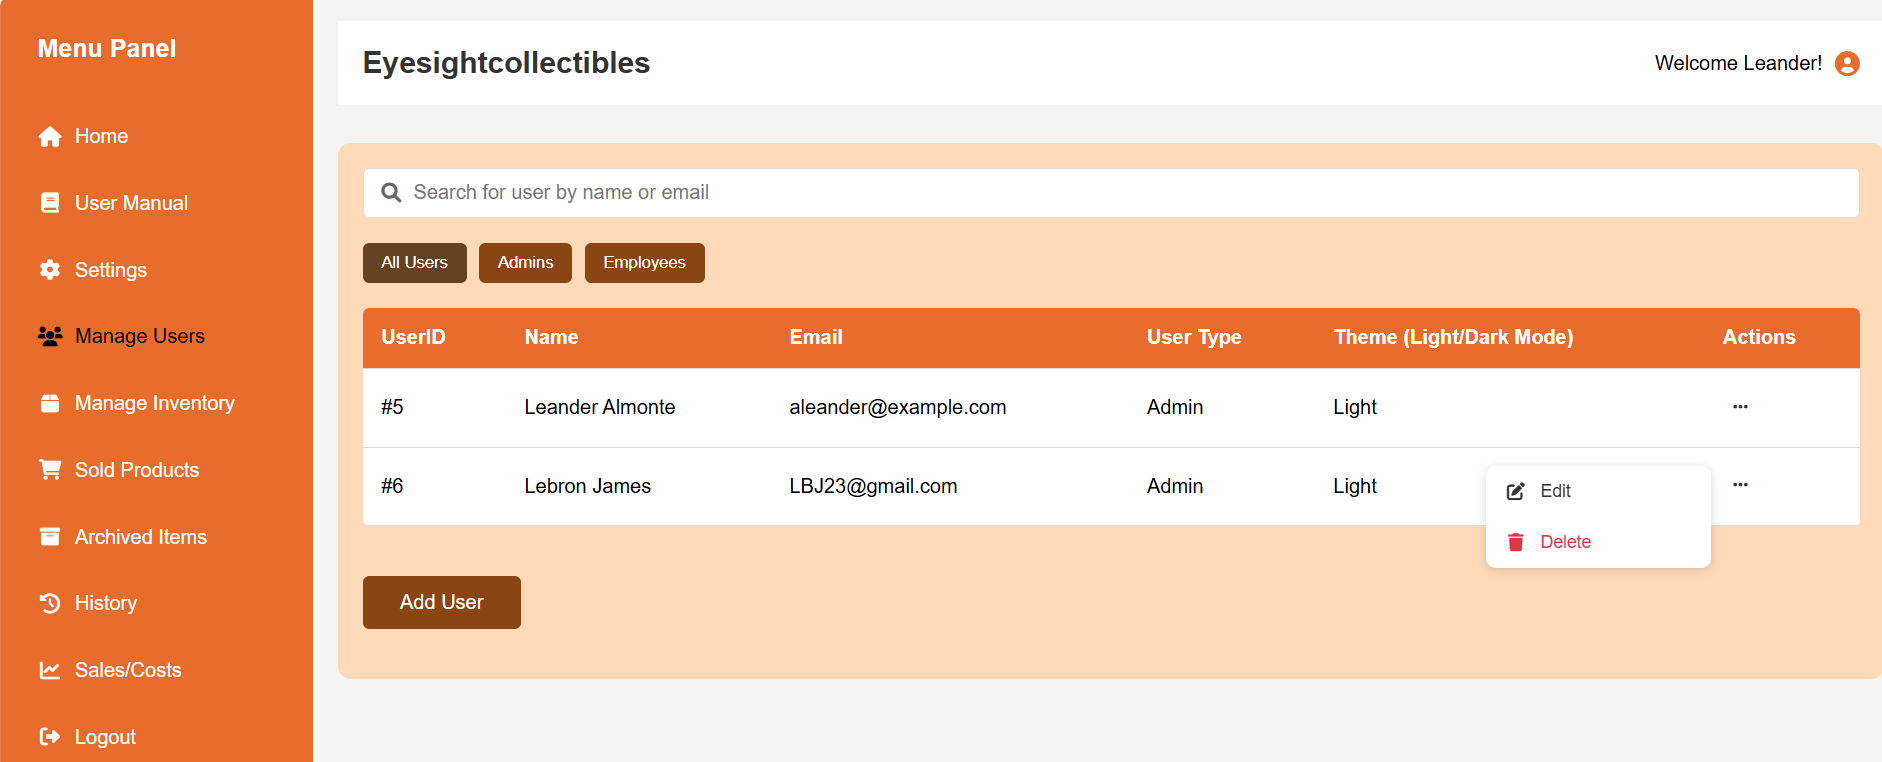 Menu Panel
Home
User Manual
Settings
Manage Users
Manage Inventory
Sold Products
Archived Items
History
Sales/Costs
Logout
Eyesightcollectibles
Welcome Leander!
Search for user by name or email
All Users Admins Employees
UserID Name Email User Type Theme (Light/Dark Mode) Actions
#5 Leander Almonte aleander@example.com Admin Light
#6 Lebron James LBJ23@gmail.com Admin Light
Edit
Delete
Add User